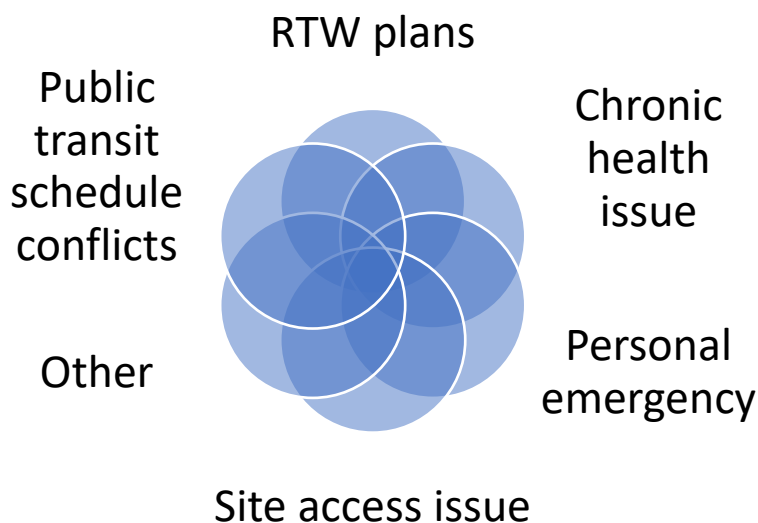 RTW plans
Public
transit
schedule
conflicts
Chronic
health
issue
Other
Personal
emergency
Site access issue